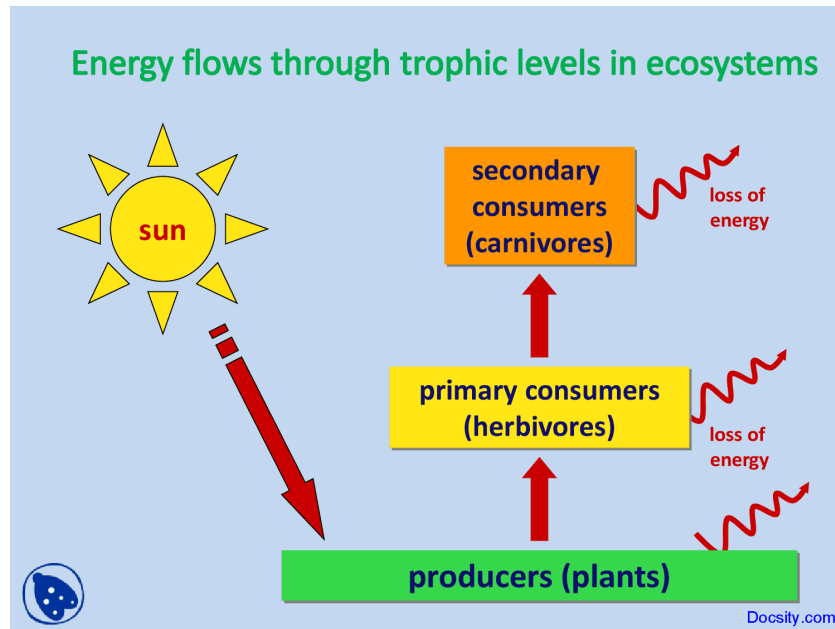 Energy flows through trophic levels in ecosystems
sun
secondary
consumers
(carnivores)
loss of
energy
primary consumers
(herbivores)
loss of
energy
producers (plants)
Docsity.com